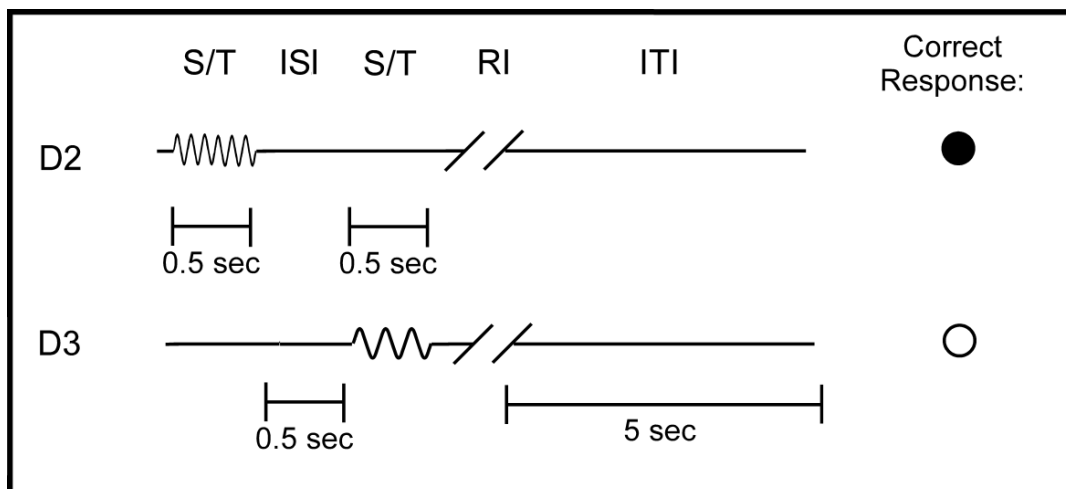 S/T ISI S/T RI ITI Correct
Response:
D2
0.5 sec 0.5 sec
D3
0.5 sec 5 sec